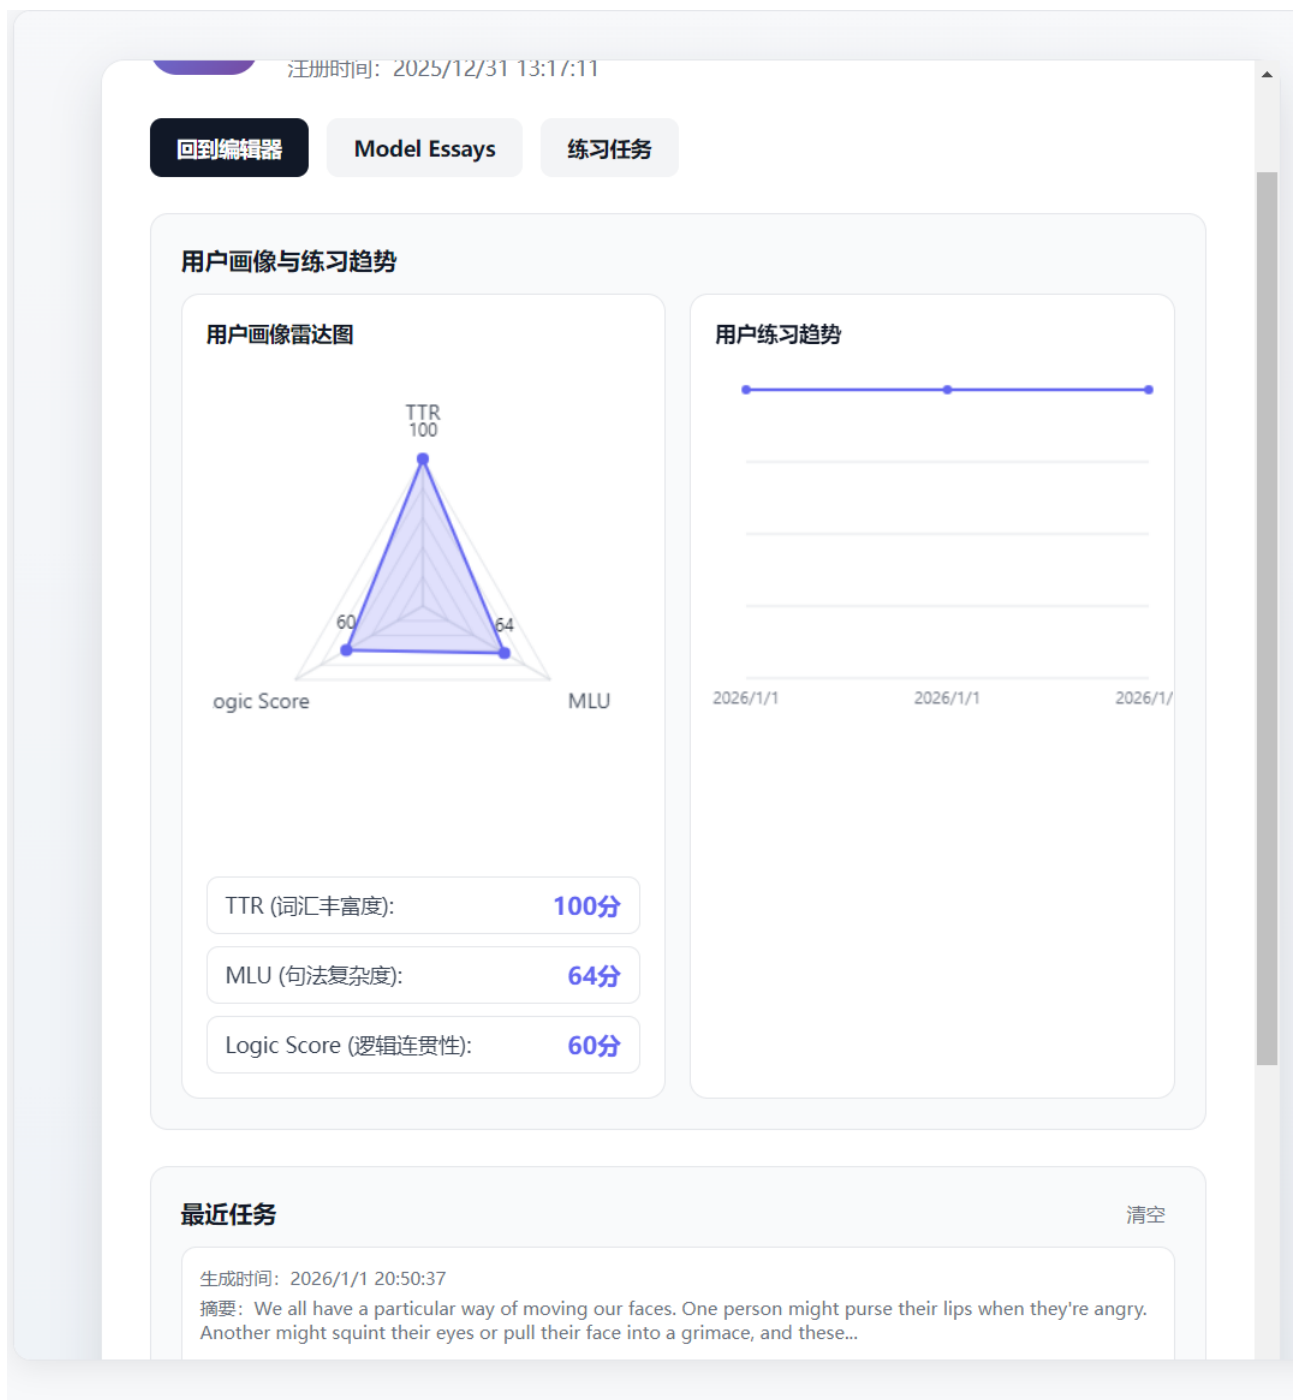 注册时间：2025/12/31 13:17:11
回到编辑器
Model Essays
练习任务
用户画像与练习趋势
用户画像雷达图
TTR
100
60
64
ogic Score
MLU
TTR (词汇丰富度):
100分
MLU (句法复杂度):
64分
Logic Score (逻辑连贯性):
60分
用户练习趋势
2026/1/1
2026/1/1
2026/1/
最近任务
清空
生成时间：2026/1/1 20:50:37
摘要：We all have a particular way of moving our faces. One person might purse their lips when they're angry.
Another might squint their eyes or pull their face into a grimace, and these...